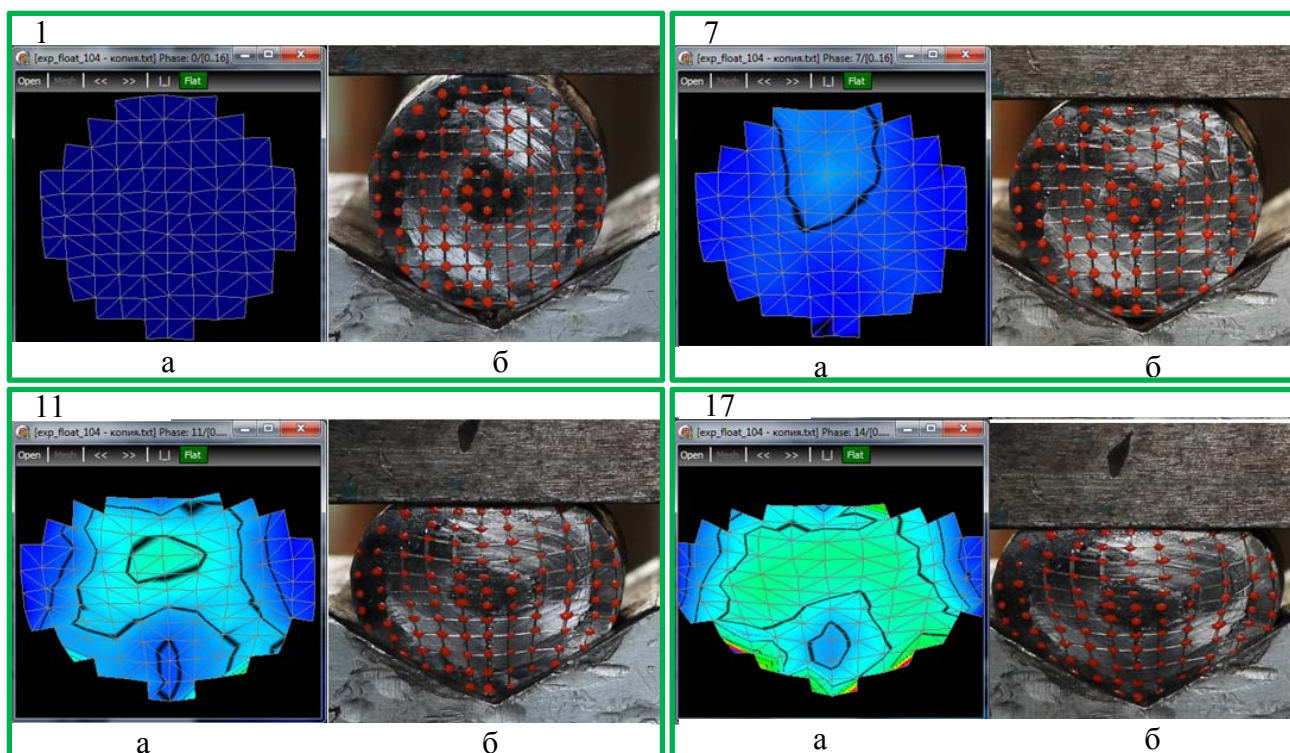 1
[exp_float_104 - копия.txt] Phase: 0/[0..16]
Open | Mesh | << >> | |_| Flat
а
б
7
[exp_float_104 - копия.txt] Phase: 7/[0..16]
Open | Mesh | << >> | |_| Flat
а
б
11
[exp_float_104 - копия.txt] Phase: 11/[0.....
Open | Mesh | << >> | |_| Flat
а
б
17
[exp_float_104 - копия.txt] Phase: 14/[0.....
Open | Mesh | << >> | |_| Flat
а
б